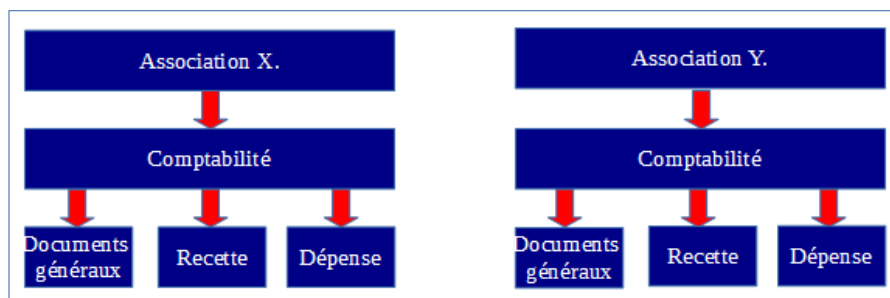 Association X.
Comptabilité
Documents
généraux
Recette
Dépense
Association Y.
Comptabilité
Documents
généraux
Recette
Dépense